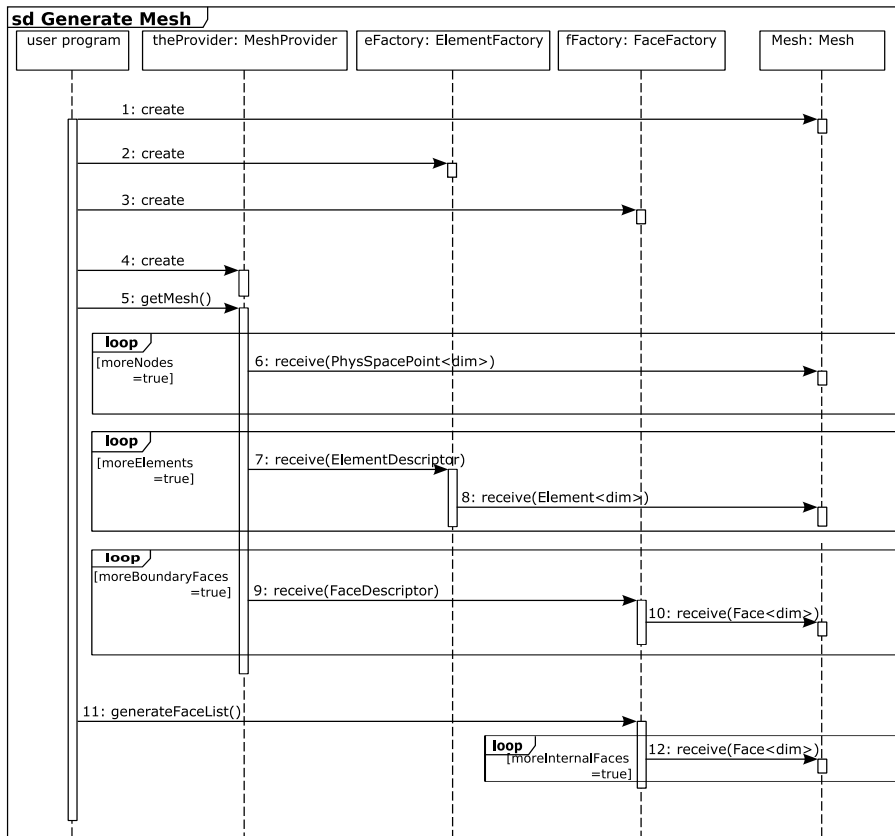 sd Generate Mesh
user program
theProvider: MeshProvider
eFactory: ElementFactory
fFactory: FaceFactory
Mesh: Mesh
1: create
2: create
3: create
4: create
5: getMesh()
loop
[moreNodes
=true]
6: receive(PhysSpacePoint<dim>)
loop
[moreElements
=true]
7: receive(ElementDescriptor)
8: receive(Element<dim>)
loop
[moreBoundaryFaces
=true]
9: receive(FaceDescriptor)
10: receive(Face<dim>)
11: generateFaceList()
loop
[moreInternalFaces
=true]
12: receive(Face<dim>)